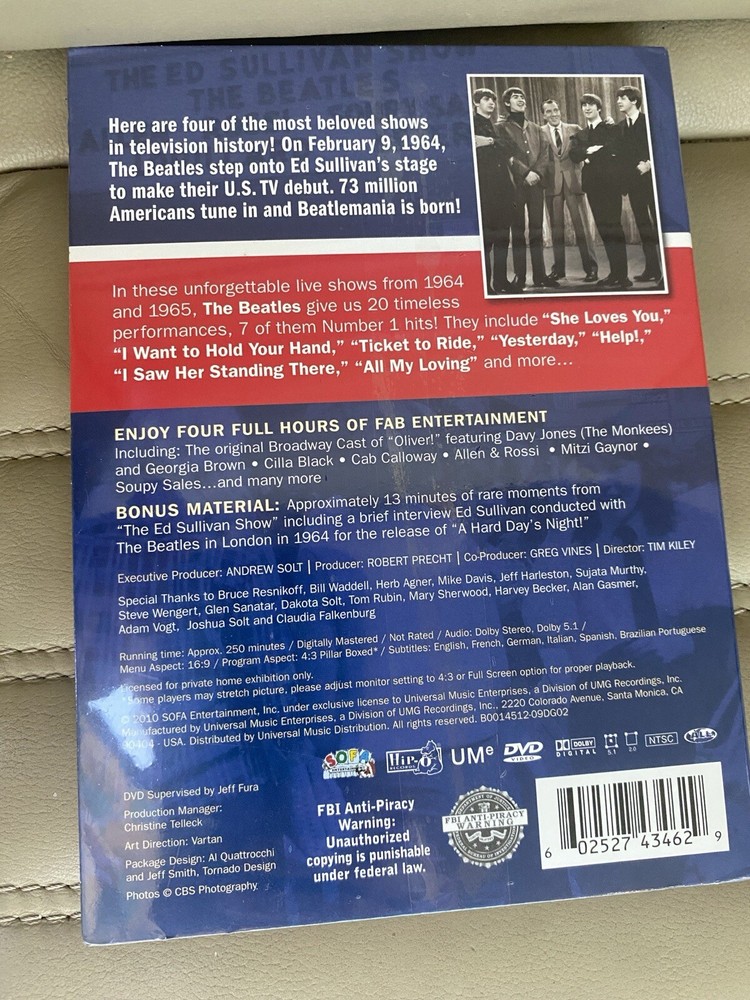 THE ED SULLIVAN SHOW
THE BEATLES
Here are four of the most beloved shows
in television history! On February 9, 1964,
The Beatles step onto Ed Sullivan's stage
to make their U.S. TV debut. 73 million
Americans tune in and Beatlemania is born!
In these unforgettable live shows from 1964
and 1965, The Beatles give us 20 timeless
performances, 7 of them Number 1 hits! They include “She Loves You,”
“I Want to Hold Your Hand,” “Ticket to Ride,” “Yesterday,” “Help!,”
“I Saw Her Standing There,” “All My Loving” and more...
ENJOY FOUR FULL HOURS OF FAB ENTERTAINMENT
Including: The original Broadway Cast of “Oliver!” featuring Davy Jones (The Monkees)
and Georgia Brown • Cilla Black • Cab Calloway • Allen & Rossi • Mitzi Gaynor •
Soupy Sales...and many more
BONUS MATERIAL: Approximately 13 minutes of rare moments from
“The Ed Sullivan Show” including a brief interview Ed Sullivan conducted with
The Beatles in London in 1964 for the release of “A Hard Day's Night!”
Executive Producer: ANDREW SOLT | Producer: ROBERT PRECHT | Co-Producer: GREG VINES | Director: TIM KILEY
Special Thanks to Bruce Resnikoff, Bill Waddell, Herb Agner, Mike Davis, Jeff Harleston, Sujata Murthy,
Steve Wengert, Glen Sanatar, Dakota Solt, Tom Rubin, Mary Sherwood, Harvey Becker, Alan Gasmer,
Adam Vogt, Joshua Solt and Claudia Falkenburg
Running time: Approx. 250 minutes / Digitally Mastered / Not Rated / Audio: Dolby Stereo, Dolby 5.1 /
Menu Aspect: 16:9 / Program Aspect: 4:3 Pillar Boxed* / Subtitles: English, French, German, Italian, Spanish, Brazilian Portuguese
Licensed for private home exhibition only.
*Some players may stretch picture, please adjust monitor setting to 4:3 or Full Screen option for proper playback.
© 2010 SOFA Entertainment, Inc. under exclusive license to Universal Music Enterprises, a Division of UMG Recordings, Inc.
Manufactured by Universal Music Enterprises, a Division of UMG Recordings, Inc., 2220 Colorado Avenue, Santa Monica, CA
90404 - USA. Distributed by Universal Music Distribution. All rights reserved. B0014512-09DG02
SOFA HIP-O RECORDS UMe DVD VIDEO DOLBY DIGITAL 5.1 2.0 NTSC ALL
DVD Supervised by Jeff Fura
Production Manager:
Christine Telleck
Art Direction: Vartan
Package Design: Al Quattrocchi
and Jeff Smith, Tornado Design
Photos © CBS Photography
FBI Anti-Piracy
Warning:
Unauthorized
copying is punishable
under federal law.
FBI ANTI-PIRACY
WARNING
6 02527 43462 9